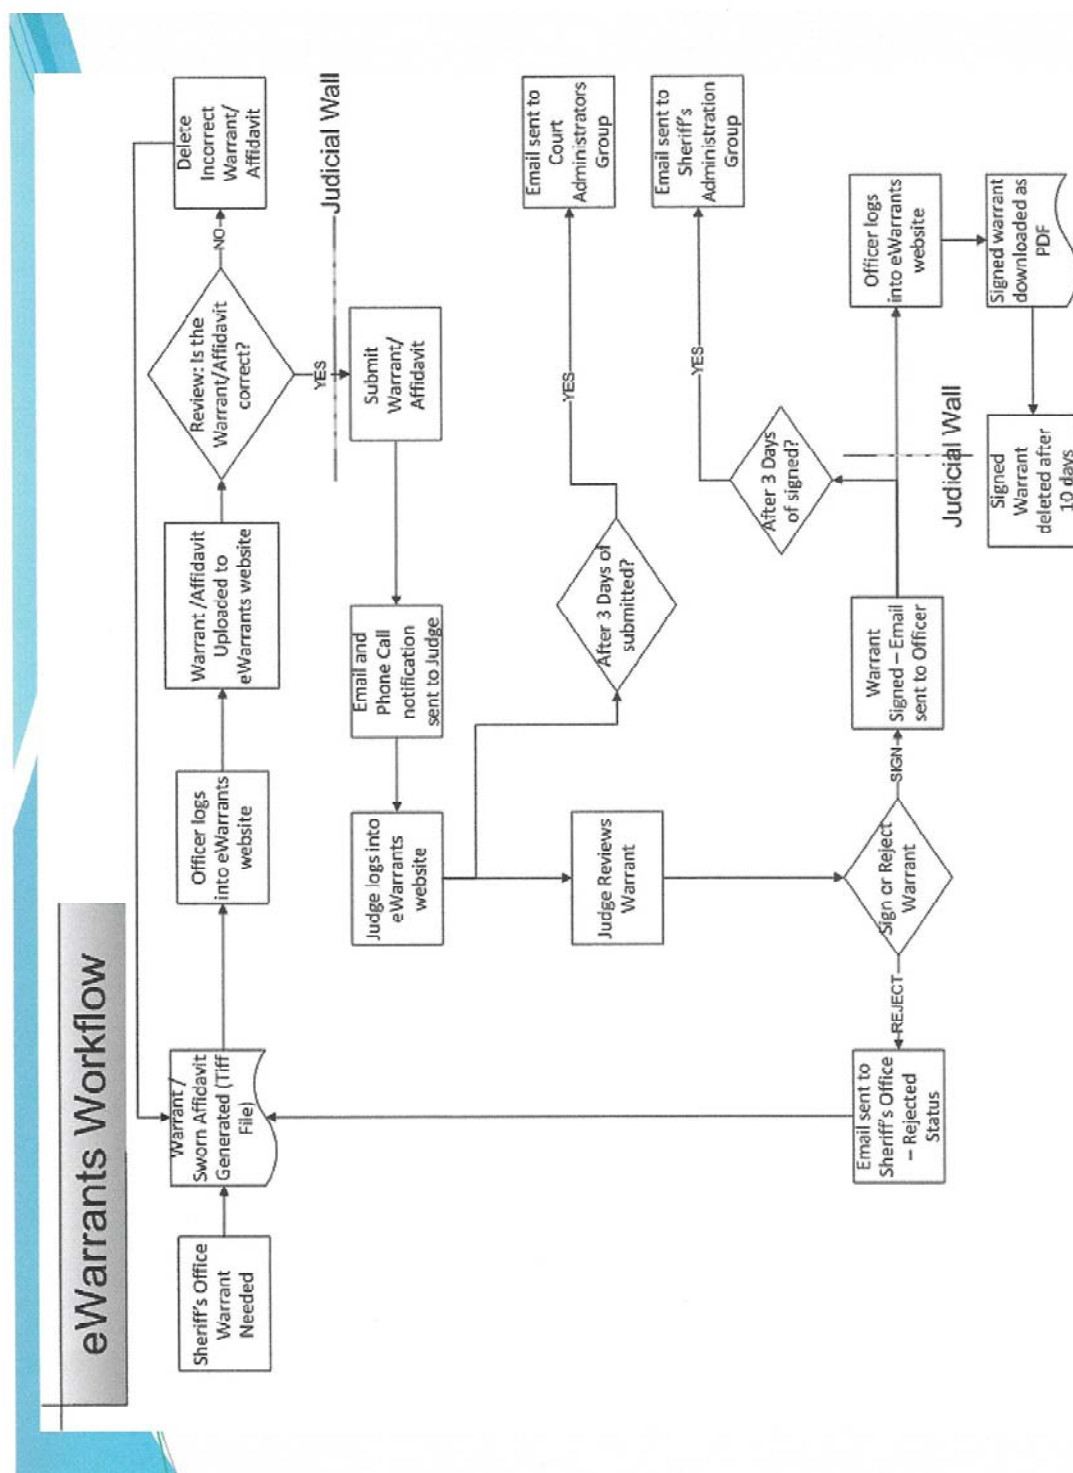 eWarrants Workflow
Sheriff's Office
Warrant
Needed
Warrant /
Sworn Affidavit
Generated (Tiff
File)
Officer logs
into eWarrants
website
Warrant /Affidavit
Uploaded to
eWarrants website
Review: Is the
Warrant/Affidavit
correct?
NO
Delete
Incorrect
Warrant/
Affidavit
YES
Judicial Wall
Submit
Warrant/
Affidavit
Email and
Phone Call
notification
sent to Judge
Judge logs into
eWarrants
website
After 3 Days of
submitted?
YES
Email sent to
Court
Administrators
Group
Judge Reviews
Warrant
After 3 Days
of signed?
YES
Email sent to
Sheriff's
Administration
Group
Email sent to
Sheriff's Office
– Rejected
Status
REJECT
Sign or Reject
Warrant
SIGN
Warrant
Signed – Email
sent to Officer
Judicial Wall
Officer logs
into eWarrants
website
Signed warrant
downloaded as
PDF
Signed
Warrant
deleted after
10 days